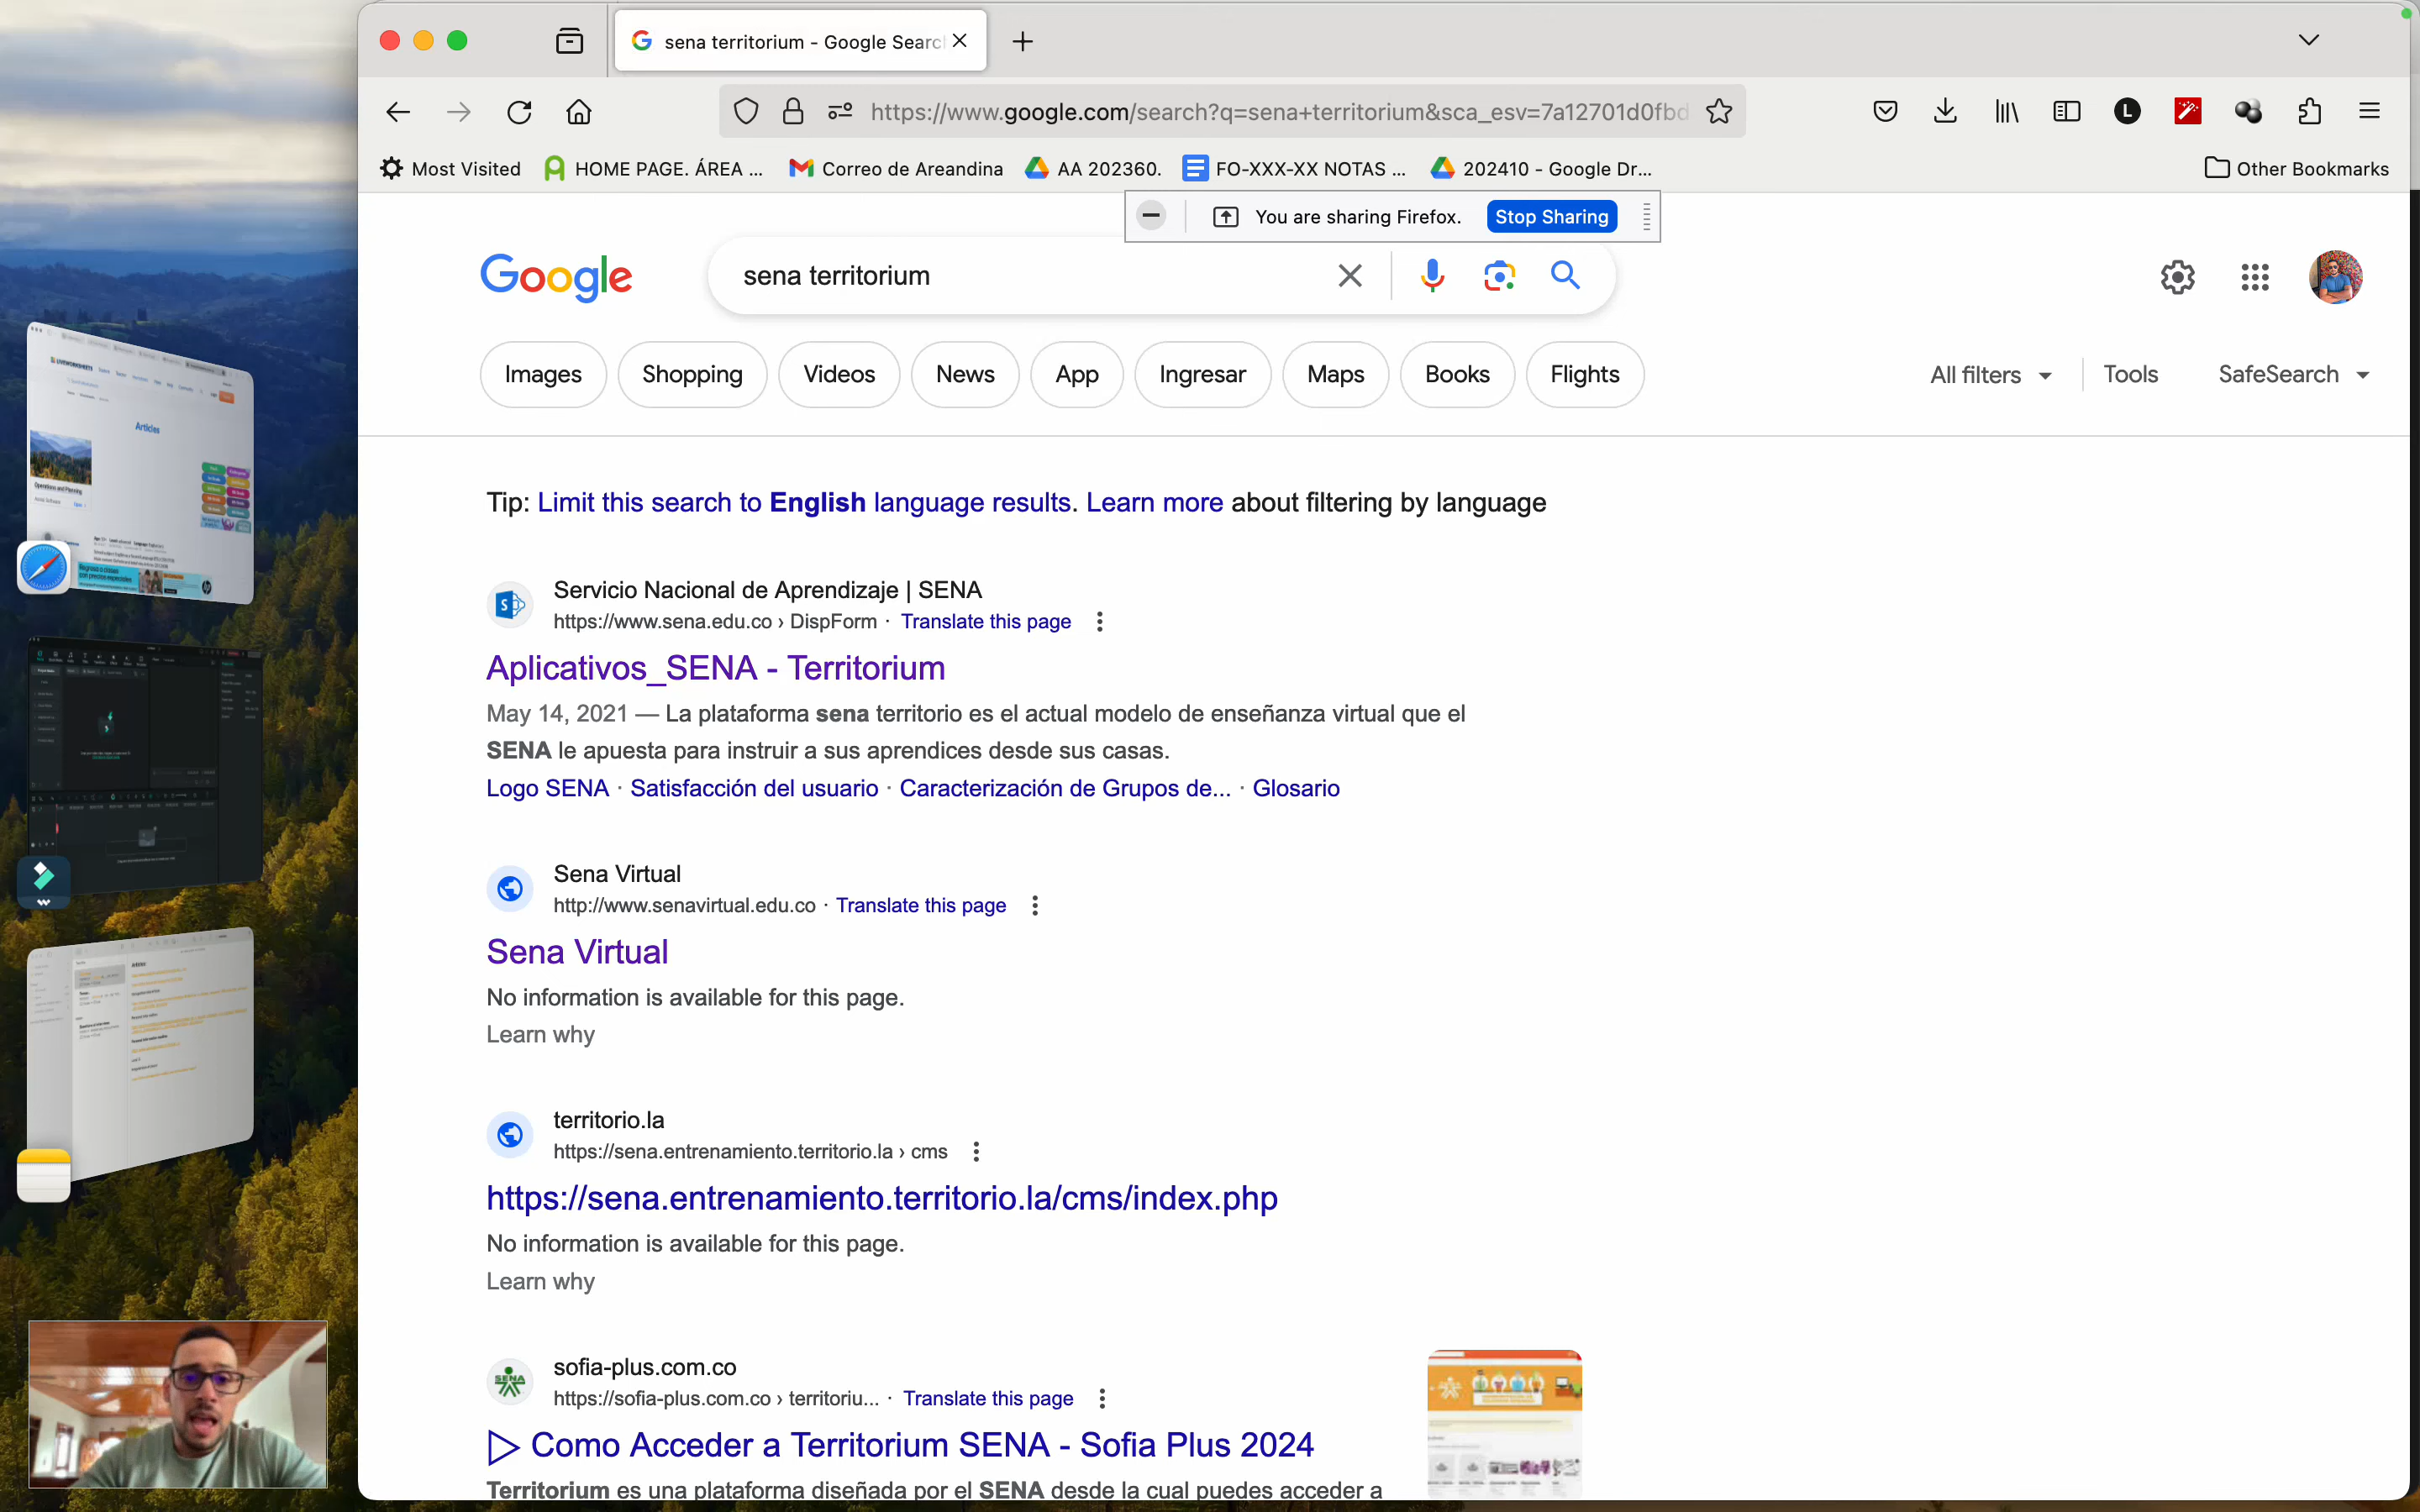 sena territorium - Google Searc
https://www.google.com/search?q=sena+territorium&sca_esv=7a12701d0fbd
L
Most Visited
HOME PAGE. ÁREA ...
Correo de Areandina
AA 202360.
FO-XXX-XX NOTAS ...
202410 - Google Dr...
Other Bookmarks
You are sharing Firefox.
Stop Sharing
Google
sena territorium
Images
Shopping
Videos
News
App
Ingresar
Maps
Books
Flights
All filters
Tools
SafeSearch
Tip: Limit this search to English language results. Learn more about filtering by language
Servicio Nacional de Aprendizaje | SENA
https://www.sena.edu.co › DispForm · Translate this page
Aplicativos_SENA - Territorium
May 14, 2021 — La plataforma sena territorio es el actual modelo de enseñanza virtual que el
SENA le apuesta para instruir a sus aprendices desde sus casas.
Logo SENA · Satisfacción del usuario · Caracterización de Grupos de... · Glosario
Sena Virtual
http://www.senavirtual.edu.co · Translate this page
Sena Virtual
No information is available for this page.
Learn why
territorio.la
https://sena.entrenamiento.territorio.la › cms
https://sena.entrenamiento.territorio.la/cms/index.php
No information is available for this page.
Learn why
SENA
sofia-plus.com.co
https://sofia-plus.com.co › territoriu... · Translate this page
▷ Como Acceder a Territorium SENA - Sofia Plus 2024
Territorium es una plataforma diseñada por el SENA desde la cual puedes acceder a
Articles
Operations and Planning